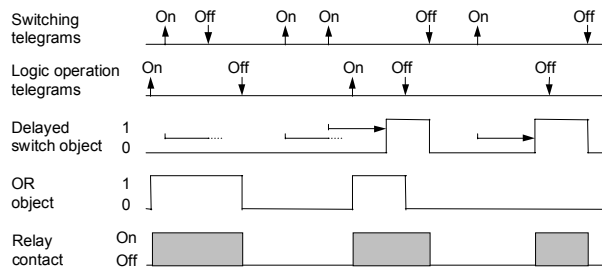 Switching telegrams On Off On On Off On Off
Logic operation telegrams On Off On Off Off
Delayed switch object 1 0
OR object 1 0
Relay contact On Off